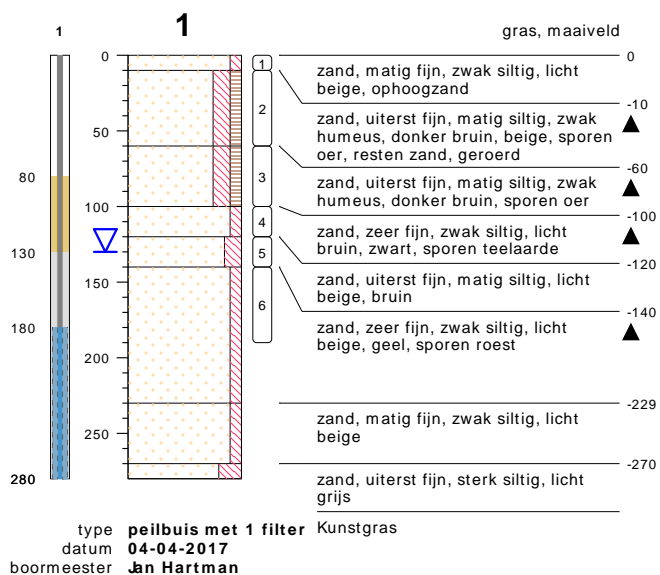 1
1
gras, maaiveld
0
0
zand, matig fijn, zwak siltig, licht
beige, ophoogzand
1
-10
zand, uiterst fijn, matig siltig, zwak
humeus, donker bruin, beige, sporen
oer, resten zand, geroerd
2
50
-60
zand, uiterst fijn, matig siltig, zwak
humeus, donker bruin, sporen oer
3
80
100
-100
zand, zeer fijn, zwak siltig, licht
bruin, zwart, sporen teelaarde
4
-120
zand, uiterst fijn, matig siltig, licht
beige, bruin
5
130
150
-140
zand, zeer fijn, zwak siltig, licht
beige, geel, sporen roest
6
180
200
-229
zand, matig fijn, zwak siltig, licht
beige
250
-270
zand, uiterst fijn, sterk siltig, licht
grijs
280
Kunstgras
type peilbuis met 1 filter
datum 04-04-2017
boormeester Jan Hartman